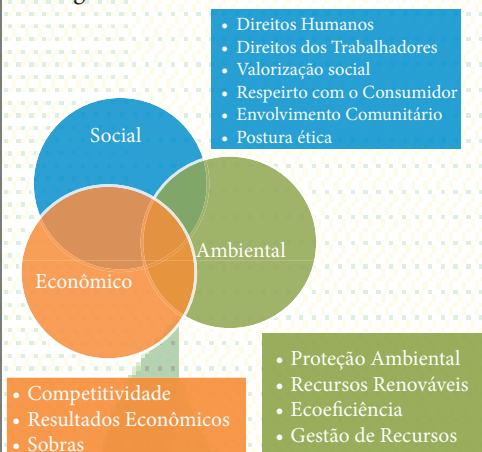 • Direitos Humanos
• Direitos dos Trabalhadores
• Valorização social
• Respeirto com o Consumidor
• Envolvimento Comunitário
• Postura ética
Social
Ambiental
Econômico
• Proteção Ambiental
• Recursos Renováveis
• Ecoeficiência
• Gestão de Recursos
• Competitividade
• Resultados Econômicos
• Sobras